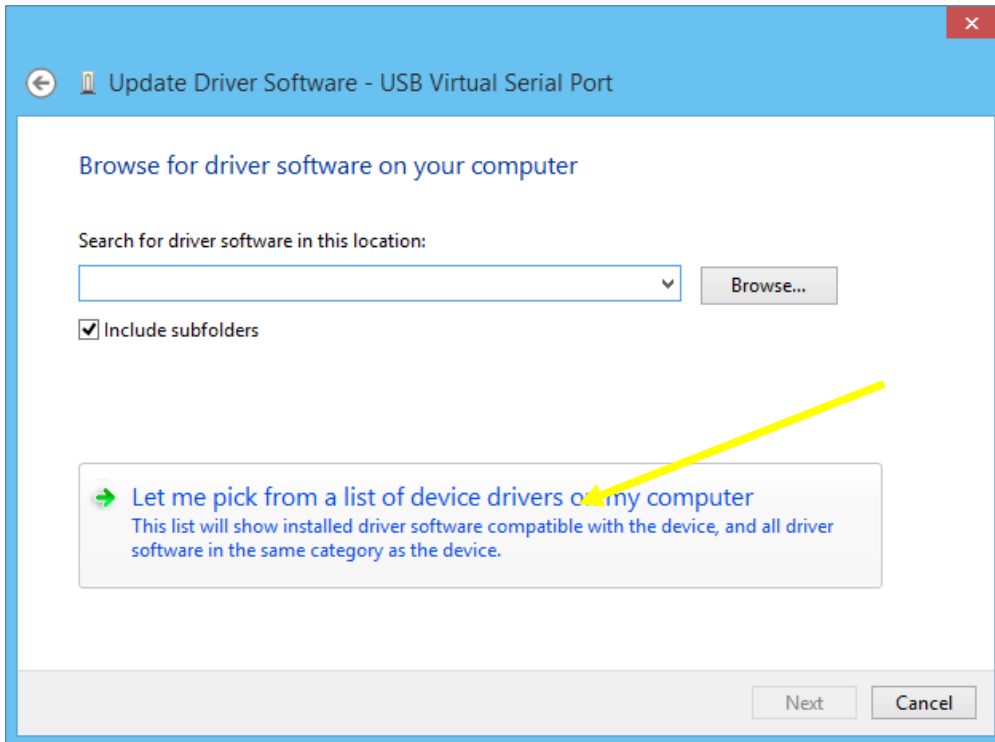 Update Driver Software - USB Virtual Serial Port
Browse for driver software on your computer
Search for driver software in this location:
Browse...
Include subfolders
Let me pick from a list of device drivers on my computer
This list will show installed driver software compatible with the device, and all driver
software in the same category as the device.
Next
Cancel